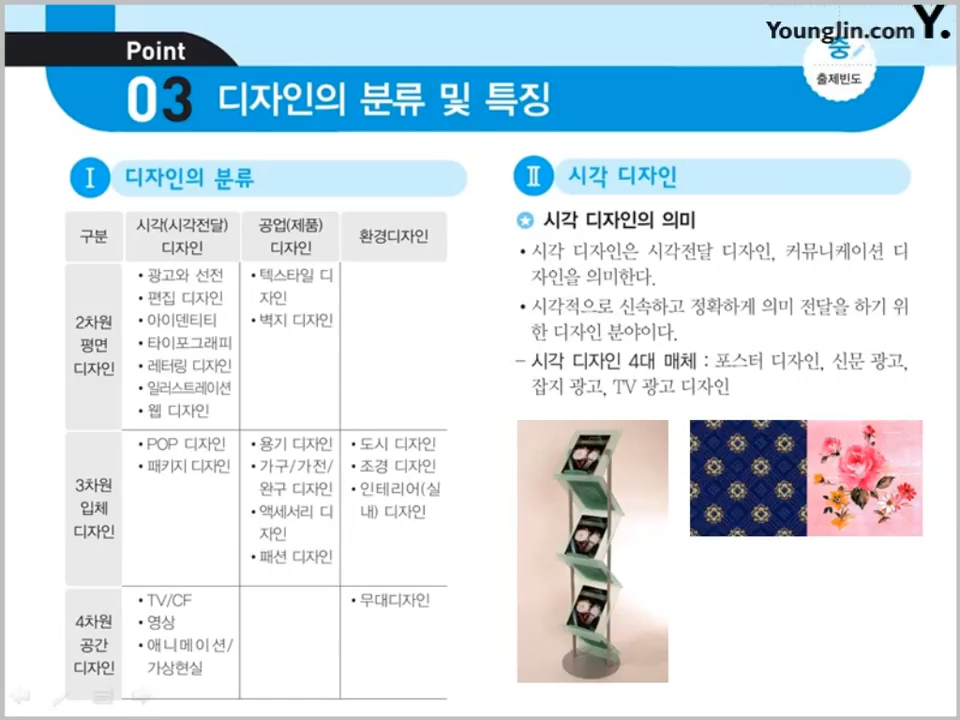 Younglin.com Y.
Point
03 디자인의 분류 및 특징
중
출제빈도
Ⅰ 디자인의 분류
구분
시각(시각전달)
디자인
공업(제품)
디자인
환경디자인
2차원
평면
디자인
• 광고와 선전
• 편집 디자인
• 아이덴티티
• 타이포그래피
• 레터링 디자인
• 일러스트레이션
• 웹 디자인
• 텍스타일 디
자인
• 벽지 디자인
3차원
입체
디자인
• POP 디자인
• 패키지 디자인
• 용기 디자인
• 가구/가전/
완구 디자인
• 액세서리 디
자인
• 패션 디자인
• 도시 디자인
• 조경 디자인
• 인테리어(실
내) 디자인
4차원
공간
디자인
• TV/CF
• 영상
• 애니메이션/
가상현실
• 무대디자인
Ⅱ 시각 디자인
시각 디자인의 의미
• 시각 디자인은 시각전달 디자인, 커뮤니케이션 디
자인을 의미한다.
• 시각적으로 신속하고 정확하게 의미 전달을 하기 위
한 디자인 분야이다.
– 시각 디자인 4대 매체 : 포스터 디자인, 신문 광고,
잡지 광고, TV 광고 디자인